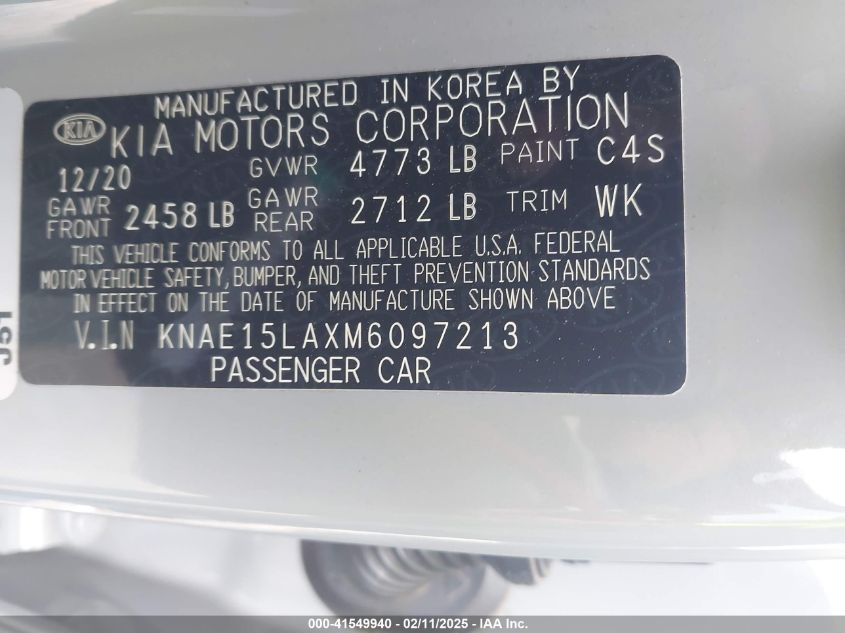 MANUFACTURED IN KOREA BY
KIA KIA MOTORS CORPORATION
12/20 GVWR 4773 LB PAINT C4S
GAWR FRONT 2458 LB GAWR REAR 2712 LB TRIM WK
THIS VEHICLE CONFORMS TO ALL APPLICABLE U.S.A. FEDERAL
MOTOR VEHICLE SAFETY, BUMPER, AND THEFT PREVENTION STANDARDS
IN EFFECT ON THE DATE OF MANUFACTURE SHOWN ABOVE
V.I.N KNAE15LAXM6097213
PASSENGER CAR
J51
000-41549940 - 02/11/2025 - IAA Inc.